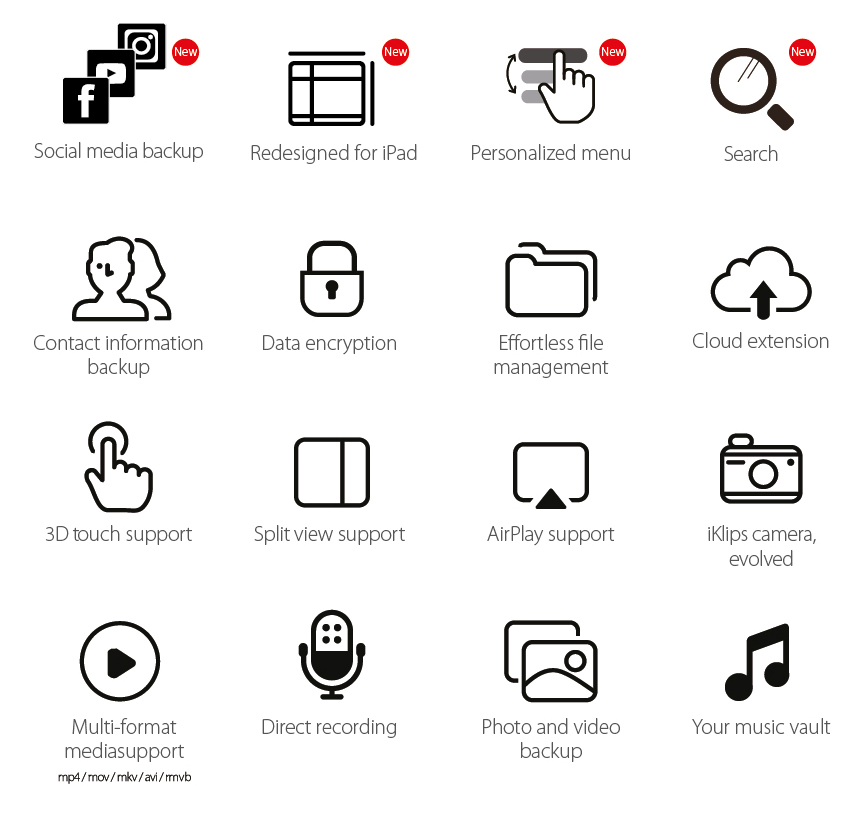 New
New
New
New
f
Social media backup
Redesigned for iPad
Personalized menu
Search
Contact information
backup
Data encryption
Effortless file
management
Cloud extension
3D touch support
Split view support
AirPlay support
iKlips camera,
evolved
Multi-format
mediasupport
mp4 / mov / mkv / avi / rmvb
Direct recording
Photo and video
backup
Your music vault